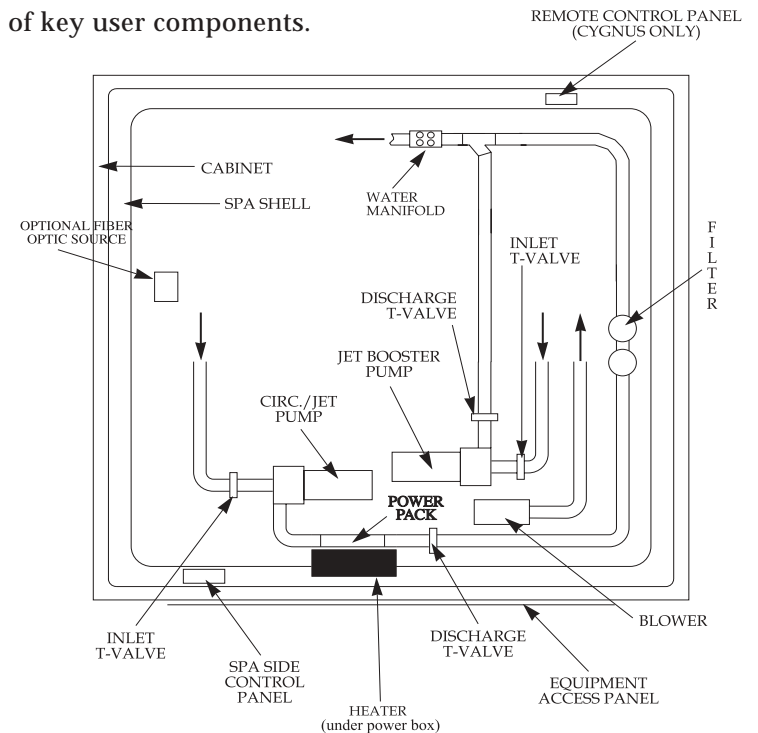 of key user components.
REMOTE CONTROL PANEL
(CYGNUS ONLY)
CABINET
WATER
MANIFOLD
SPA SHELL
OPTIONAL FIBER
OPTIC SOURCE
INLET
T-VALVE
FILTER
DISCHARGE
T-VALVE
JET BOOSTER
PUMP
CIRC./JET
PUMP
POWER
PACK
BLOWER
INLET
T-VALVE
DISCHARGE
T-VALVE
SPA SIDE
CONTROL
PANEL
EQUIPMENT
ACCESS PANEL
HEATER
(under power box)